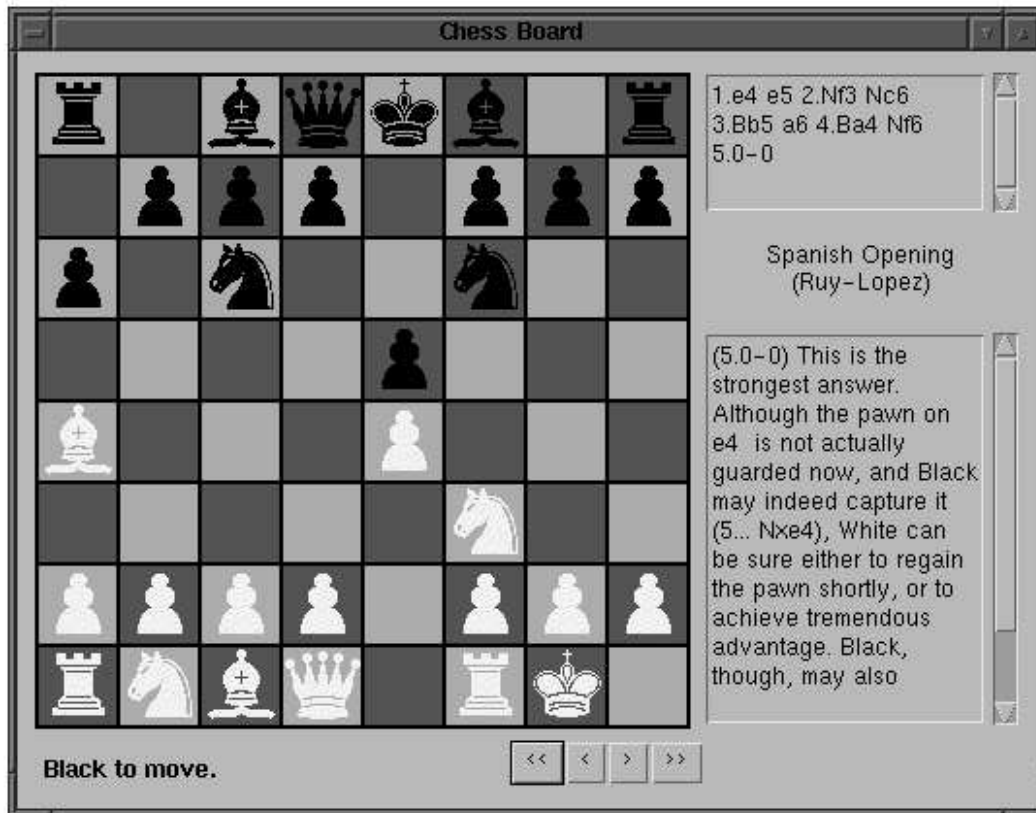 Chess Board
1.e4 e5 2.Nf3 Nc6
3.Bb5 a6 4.Ba4 Nf6
5.0-0
Spanish Opening
(Ruy-Lopez)
(5.0-0) This is the
strongest answer.
Although the pawn on
e4 is not actually
guarded now, and Black
may indeed capture it
(5... Nxe4), White can
be sure either to regain
the pawn shortly, or to
achieve tremendous
advantage. Black,
though, may also
Black to move.
<< < > >>